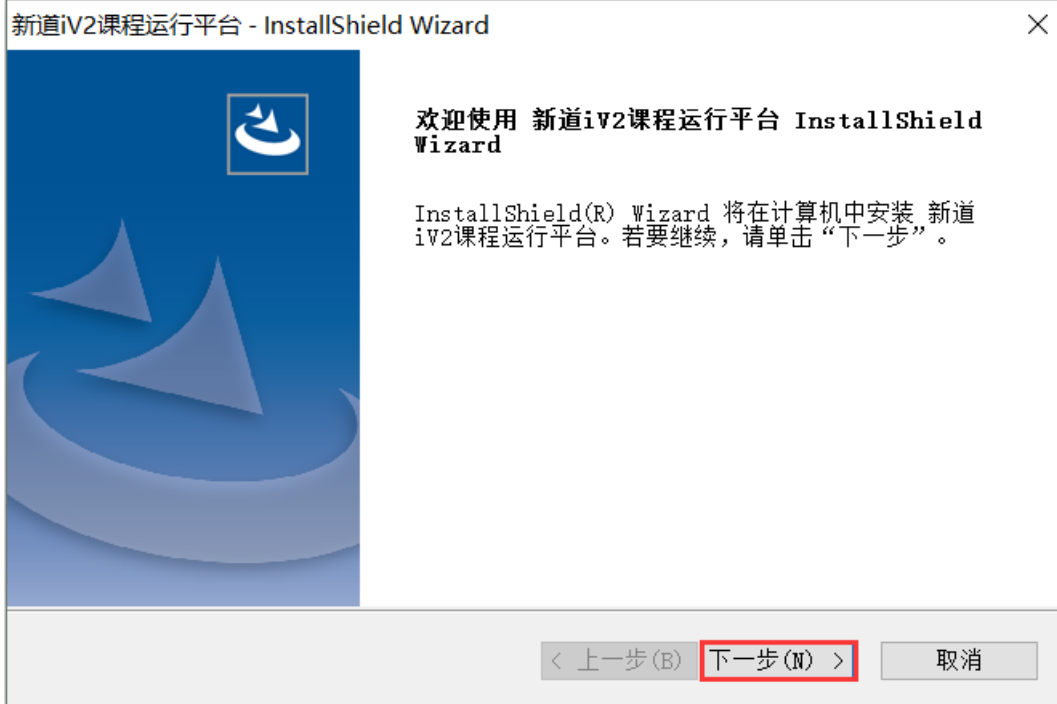 新道iV2课程运行平台 - InstallShield Wizard
欢迎使用 新道iV2课程运行平台 InstallShield
Wizard
InstallShield(R) Wizard 将在计算机中安装 新道
iV2课程运行平台。若要继续，请单击“下一步”。
< 上一步(B) 下一步(N) > 取消